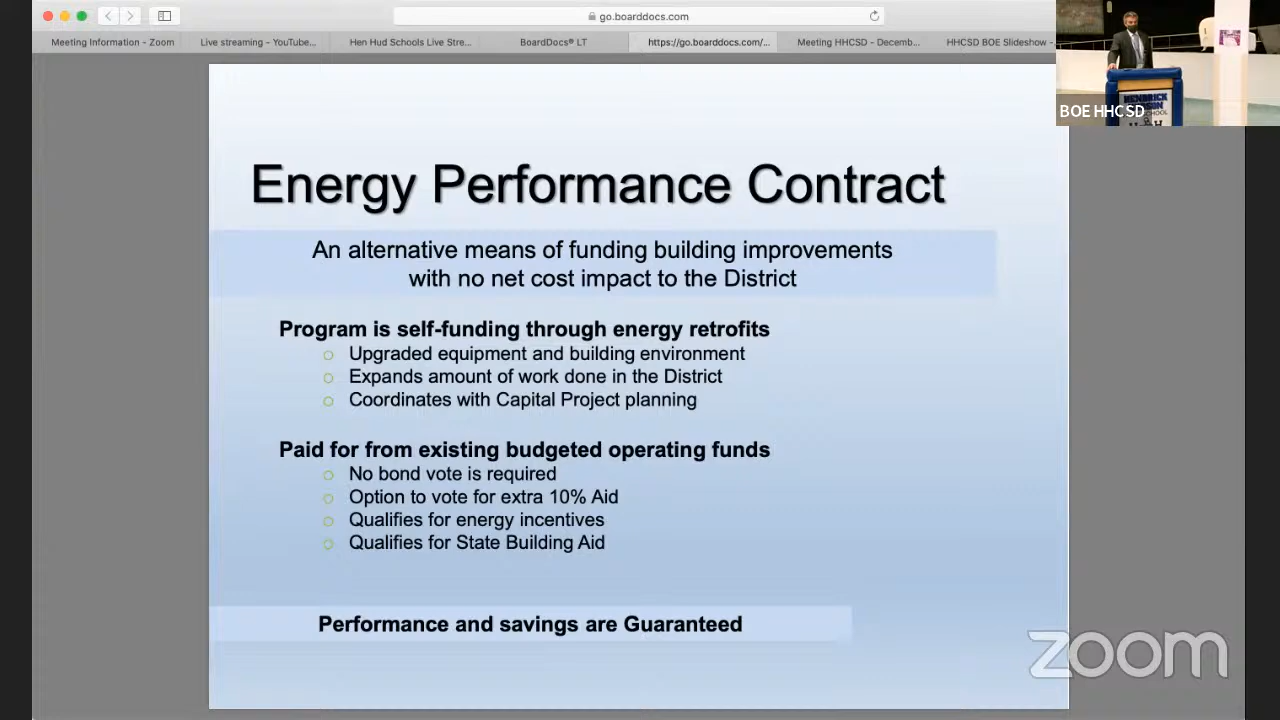 go.boarddocs.com
Meeting Information - Zoom
Live streaming - YouTube...
Hen Hud Schools Live Stre...
BoardDocs® LT
https://go.boarddocs.com/...
Meeting HHCSD - Decemb...
HHCSD BOE Slideshow -
BOE HHCSD
Energy Performance Contract
An alternative means of funding building improvements
with no net cost impact to the District
Program is self-funding through energy retrofits
Upgraded equipment and building environment
Expands amount of work done in the District
Coordinates with Capital Project planning
Paid for from existing budgeted operating funds
No bond vote is required
Option to vote for extra 10% Aid
Qualifies for energy incentives
Qualifies for State Building Aid
Performance and savings are Guaranteed
zoom